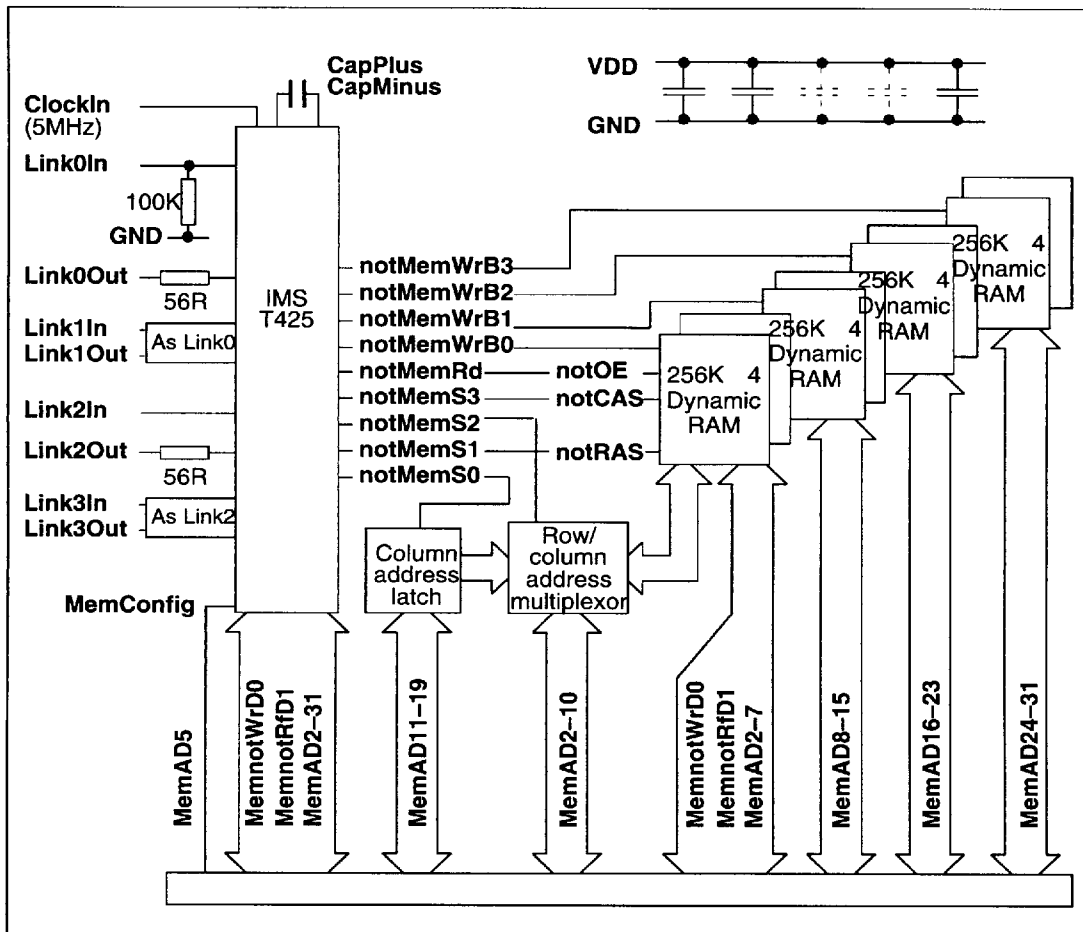 CapPlus
CapMinus
VDD
GND
ClockIn
(5MHz)
Link0In
100K
GND
Link0Out
56R
Link1In
Link1Out
As Link0
Link2In
Link2Out
56R
Link3In
Link3Out
As Link2
MemConfig
IMS
T425
notMemWrB3
notMemWrB2
notMemWrB1
notMemWrB0
notMemRd
notMemS3
notMemS2
notMemS1
notMemS0
notOE
notCAS
notRAS
256K 4
Dynamic
RAM
256K 4
Dynamic
RAM
256K 4
Dynamic
RAM
256K 4
Dynamic
RAM
Column
address
latch
Row/
column
address
multiplexor
MemAD5
MemnotWrD0
MemnotRfD1
MemAD2–31
MemAD11–19
MemAD2–10
MemnotWrD0
MemnotRfD1
MemAD2–7
MemAD8–15
MemAD16–23
MemAD24–31